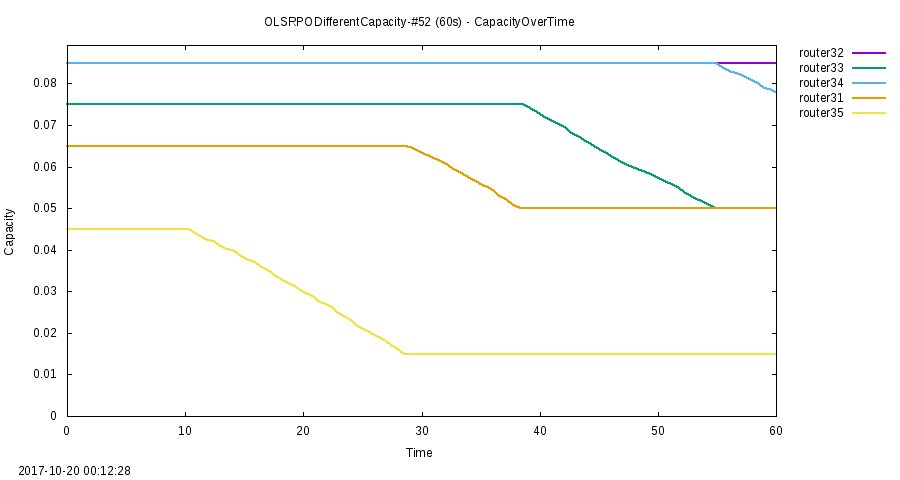 OLSRPODifferentCapacity-#52 (60s) - CapacityOverTime
router32
router33
router34
router31
router35
0.08
0.07
0.06
0.05
0.04
0.03
0.02
0.01
0
Capacity
0 10 20 30 40 50 60
Time
2017-10-20 00:12:28